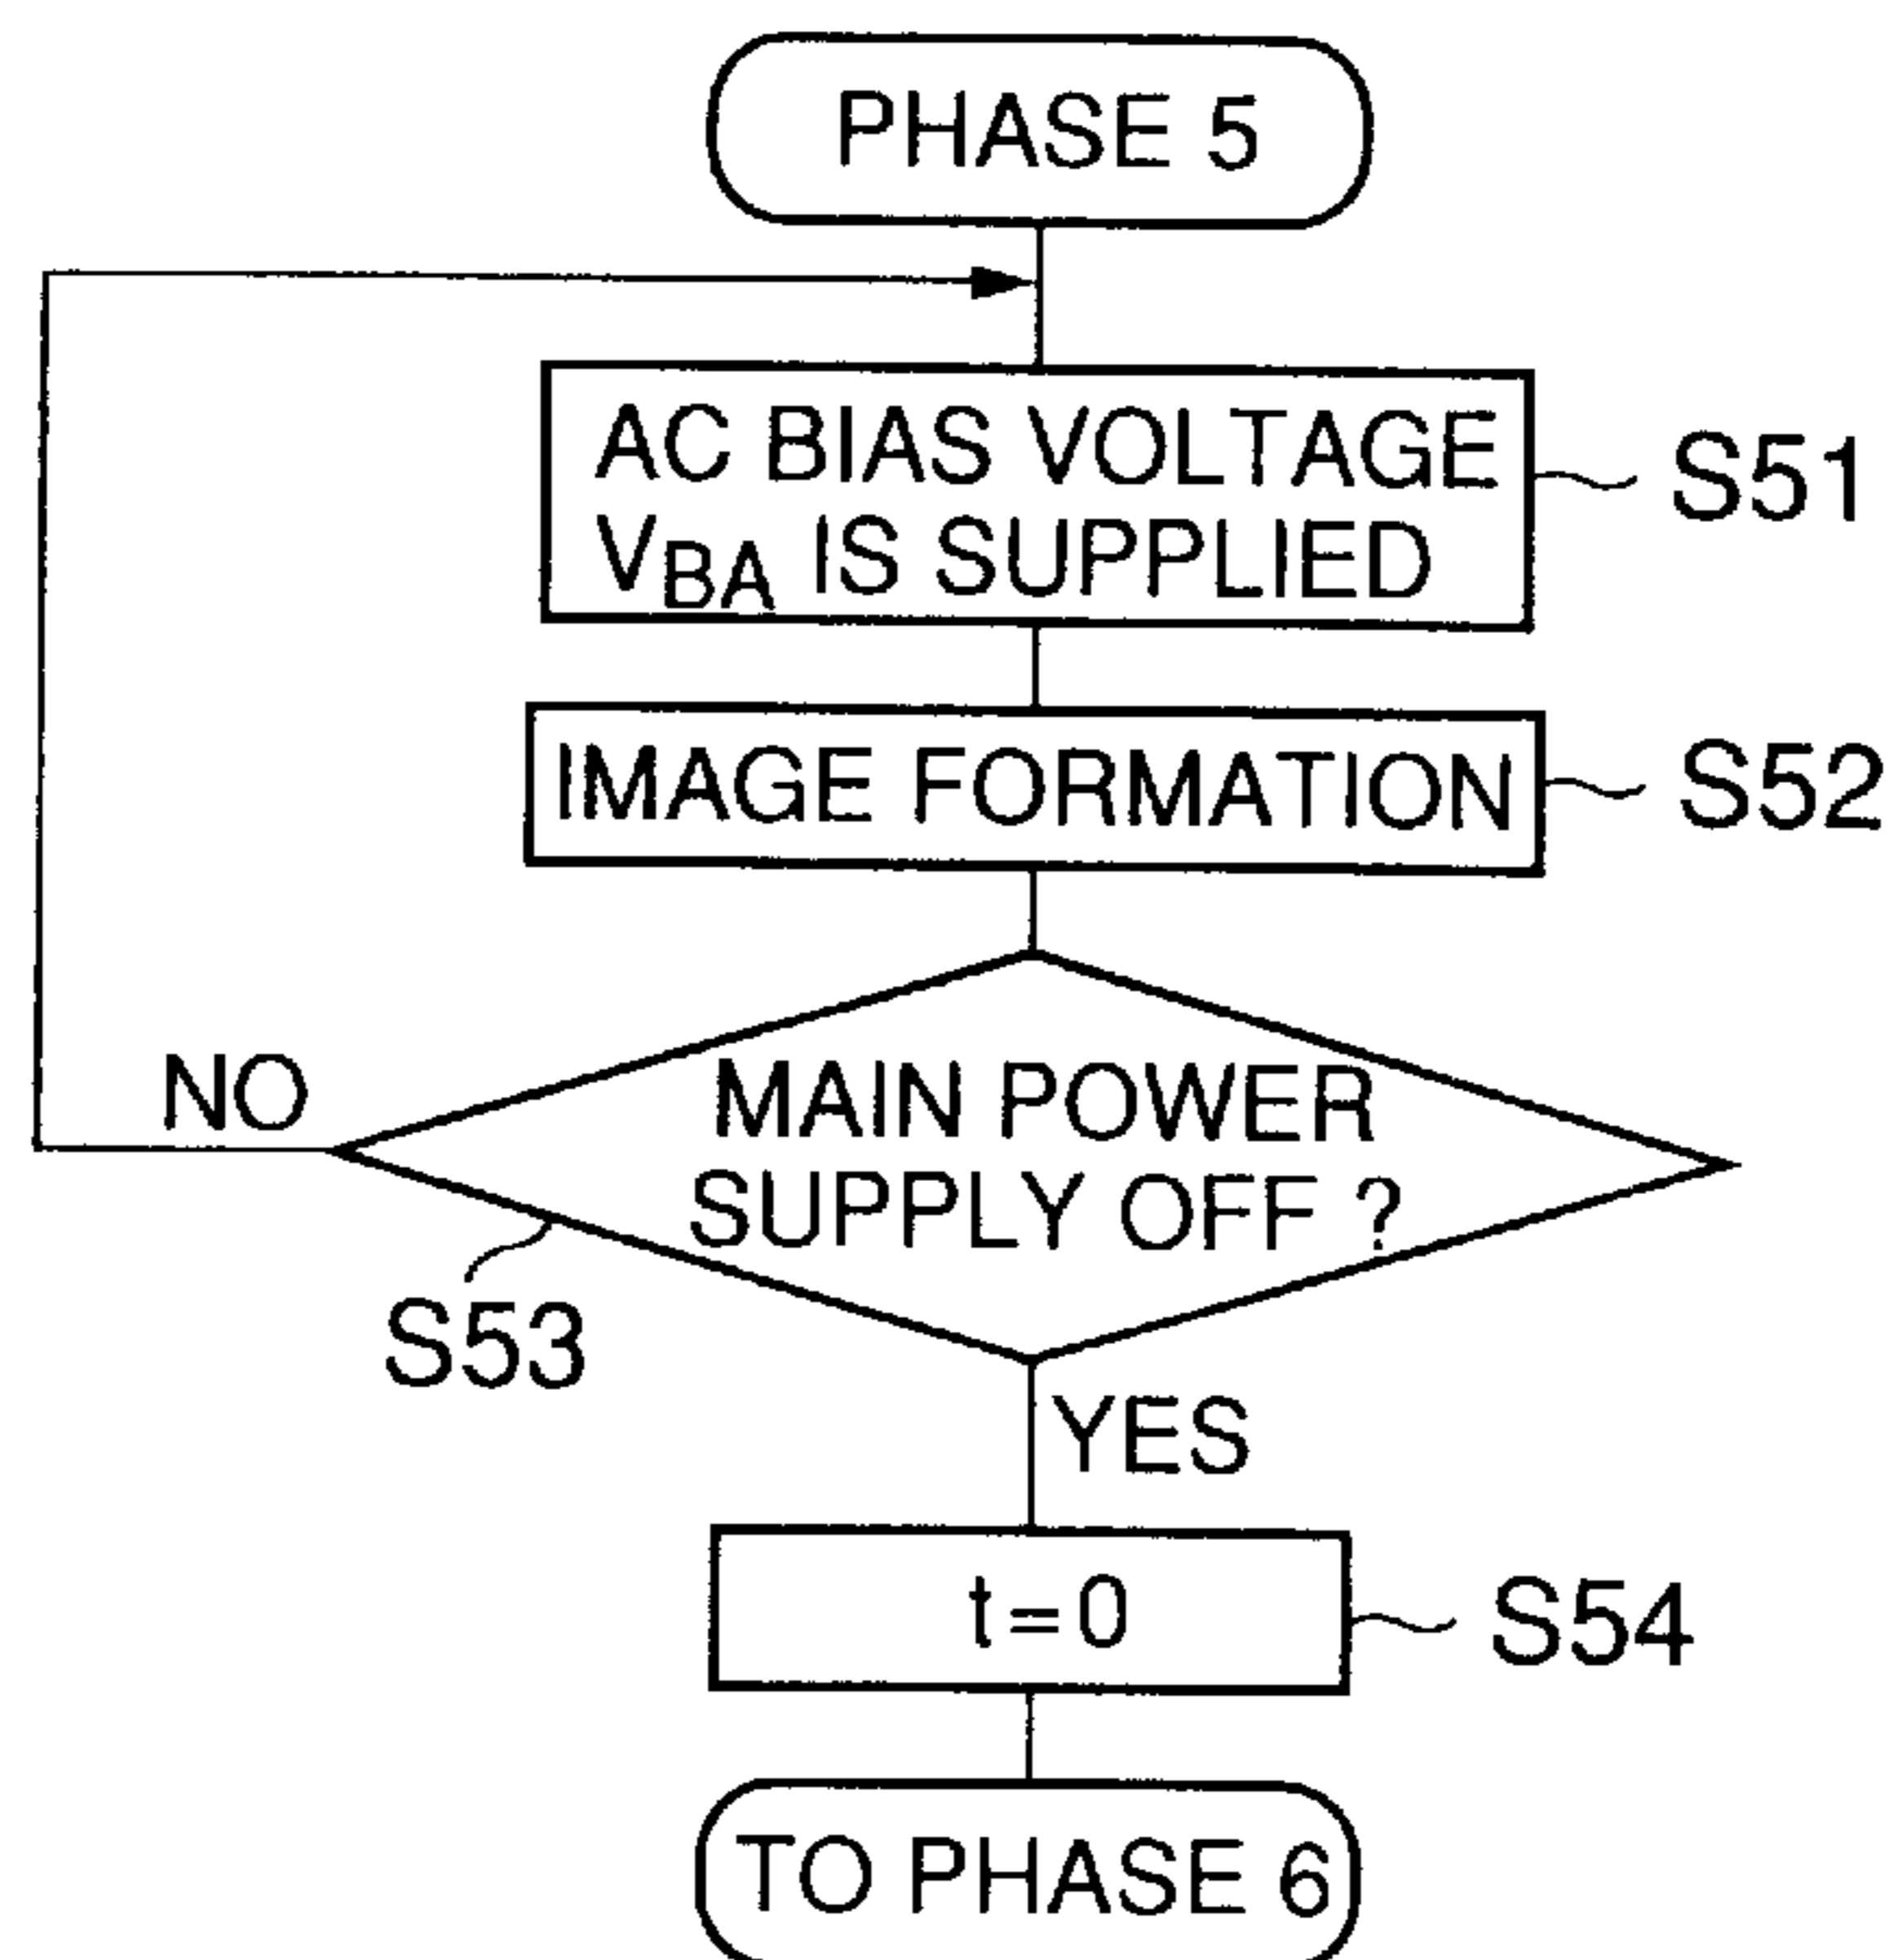 PHASE 5
AC BIAS VOLTAGE
VBA IS SUPPLIED
S51
IMAGE FORMATION
S52
NO
MAIN POWER
SUPPLY OFF ?
S53
YES
t=0
S54
TO PHASE 6